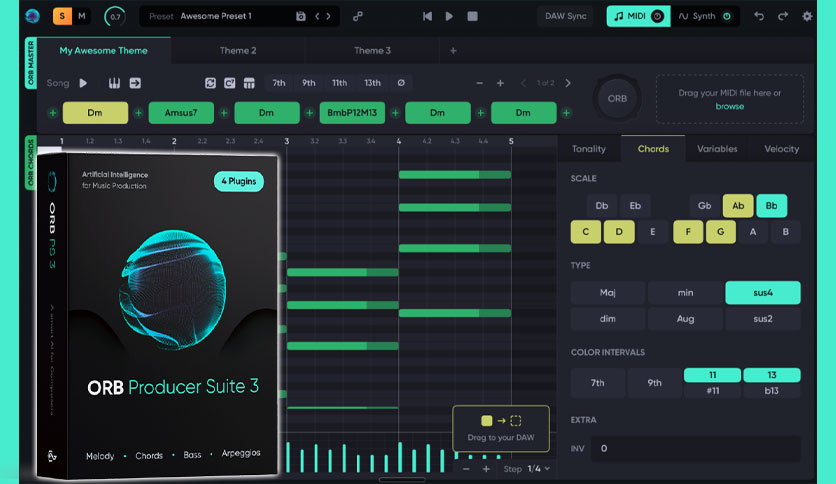 S M 0.7 Preset Awesome Preset 1 DAW Sync MIDI Synth
ORB MASTER
My Awesome Theme Theme 2 Theme 3 +
Song 7th 9th 11th 13th Ø - + 1 of 2
ORB
Drag your MIDI file here or
browse
+ Dm + Amsus7 + Dm + BmbP12M13 + Dm + Dm +
ORB CHORDS
1 1.2 1.3 1.4 2 2.2 2.3 2.4 3 3.2 3.3 3.4 4 4.2 4.3 4.4 5
Tonality Chords Variables Velocity
SCALE
Db Eb Gb Ab Bb
C D E F G A B
TYPE
Maj min sus4
dim Aug sus2
COLOR INTERVALS
7th 9th 11 13
#11 b13
EXTRA
INV 0
Drag to your DAW
- + Step 1/4
Artificial Intelligence
for Music Production
4 Plugins
ORB Producer Suite 3
Melody • Chords • Bass • Arpeggios
ORB PS 3